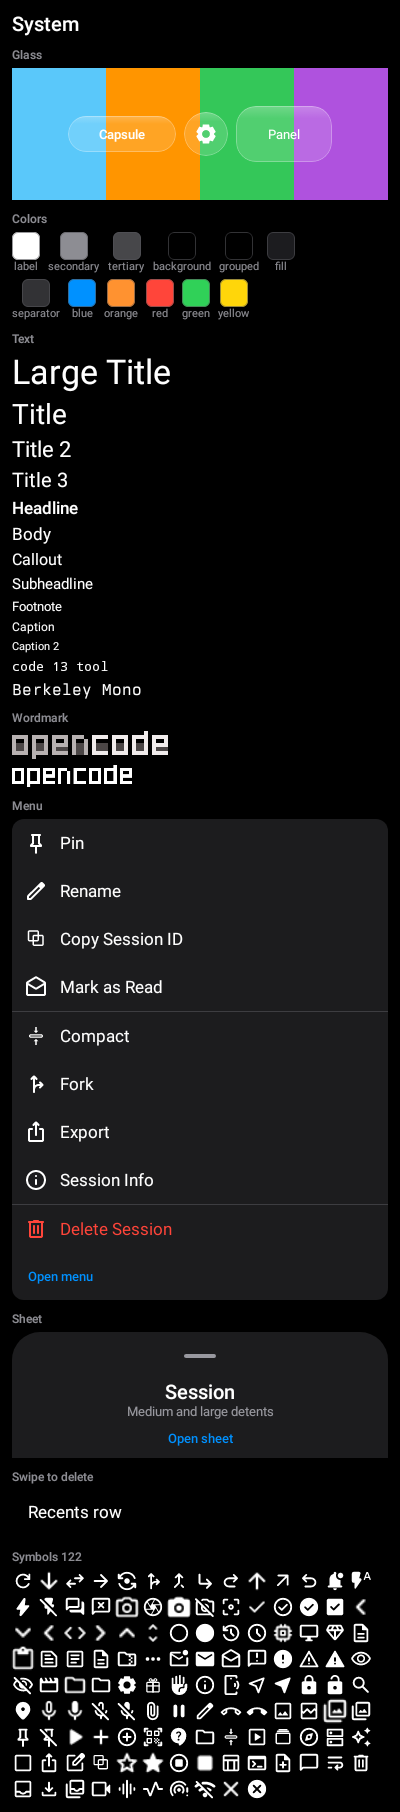 System
Glass
Capsule
Panel
Colors
label secondary tertiary background grouped fill
separator blue orange red green yellow
Text
Large Title
Title
Title 2
Title 3
Headline
Body
Callout
Subheadline
Footnote
Caption
Caption 2
code 13 tool
Berkeley Mono
Wordmark
opencode
opencode
Menu
Pin
Rename
Copy Session ID
Mark as Read
Compact
Fork
Export
Session Info
Delete Session
Open menu
Sheet
Session
Medium and large detents
Open sheet
Swipe to delete
Recents row
Symbols 122